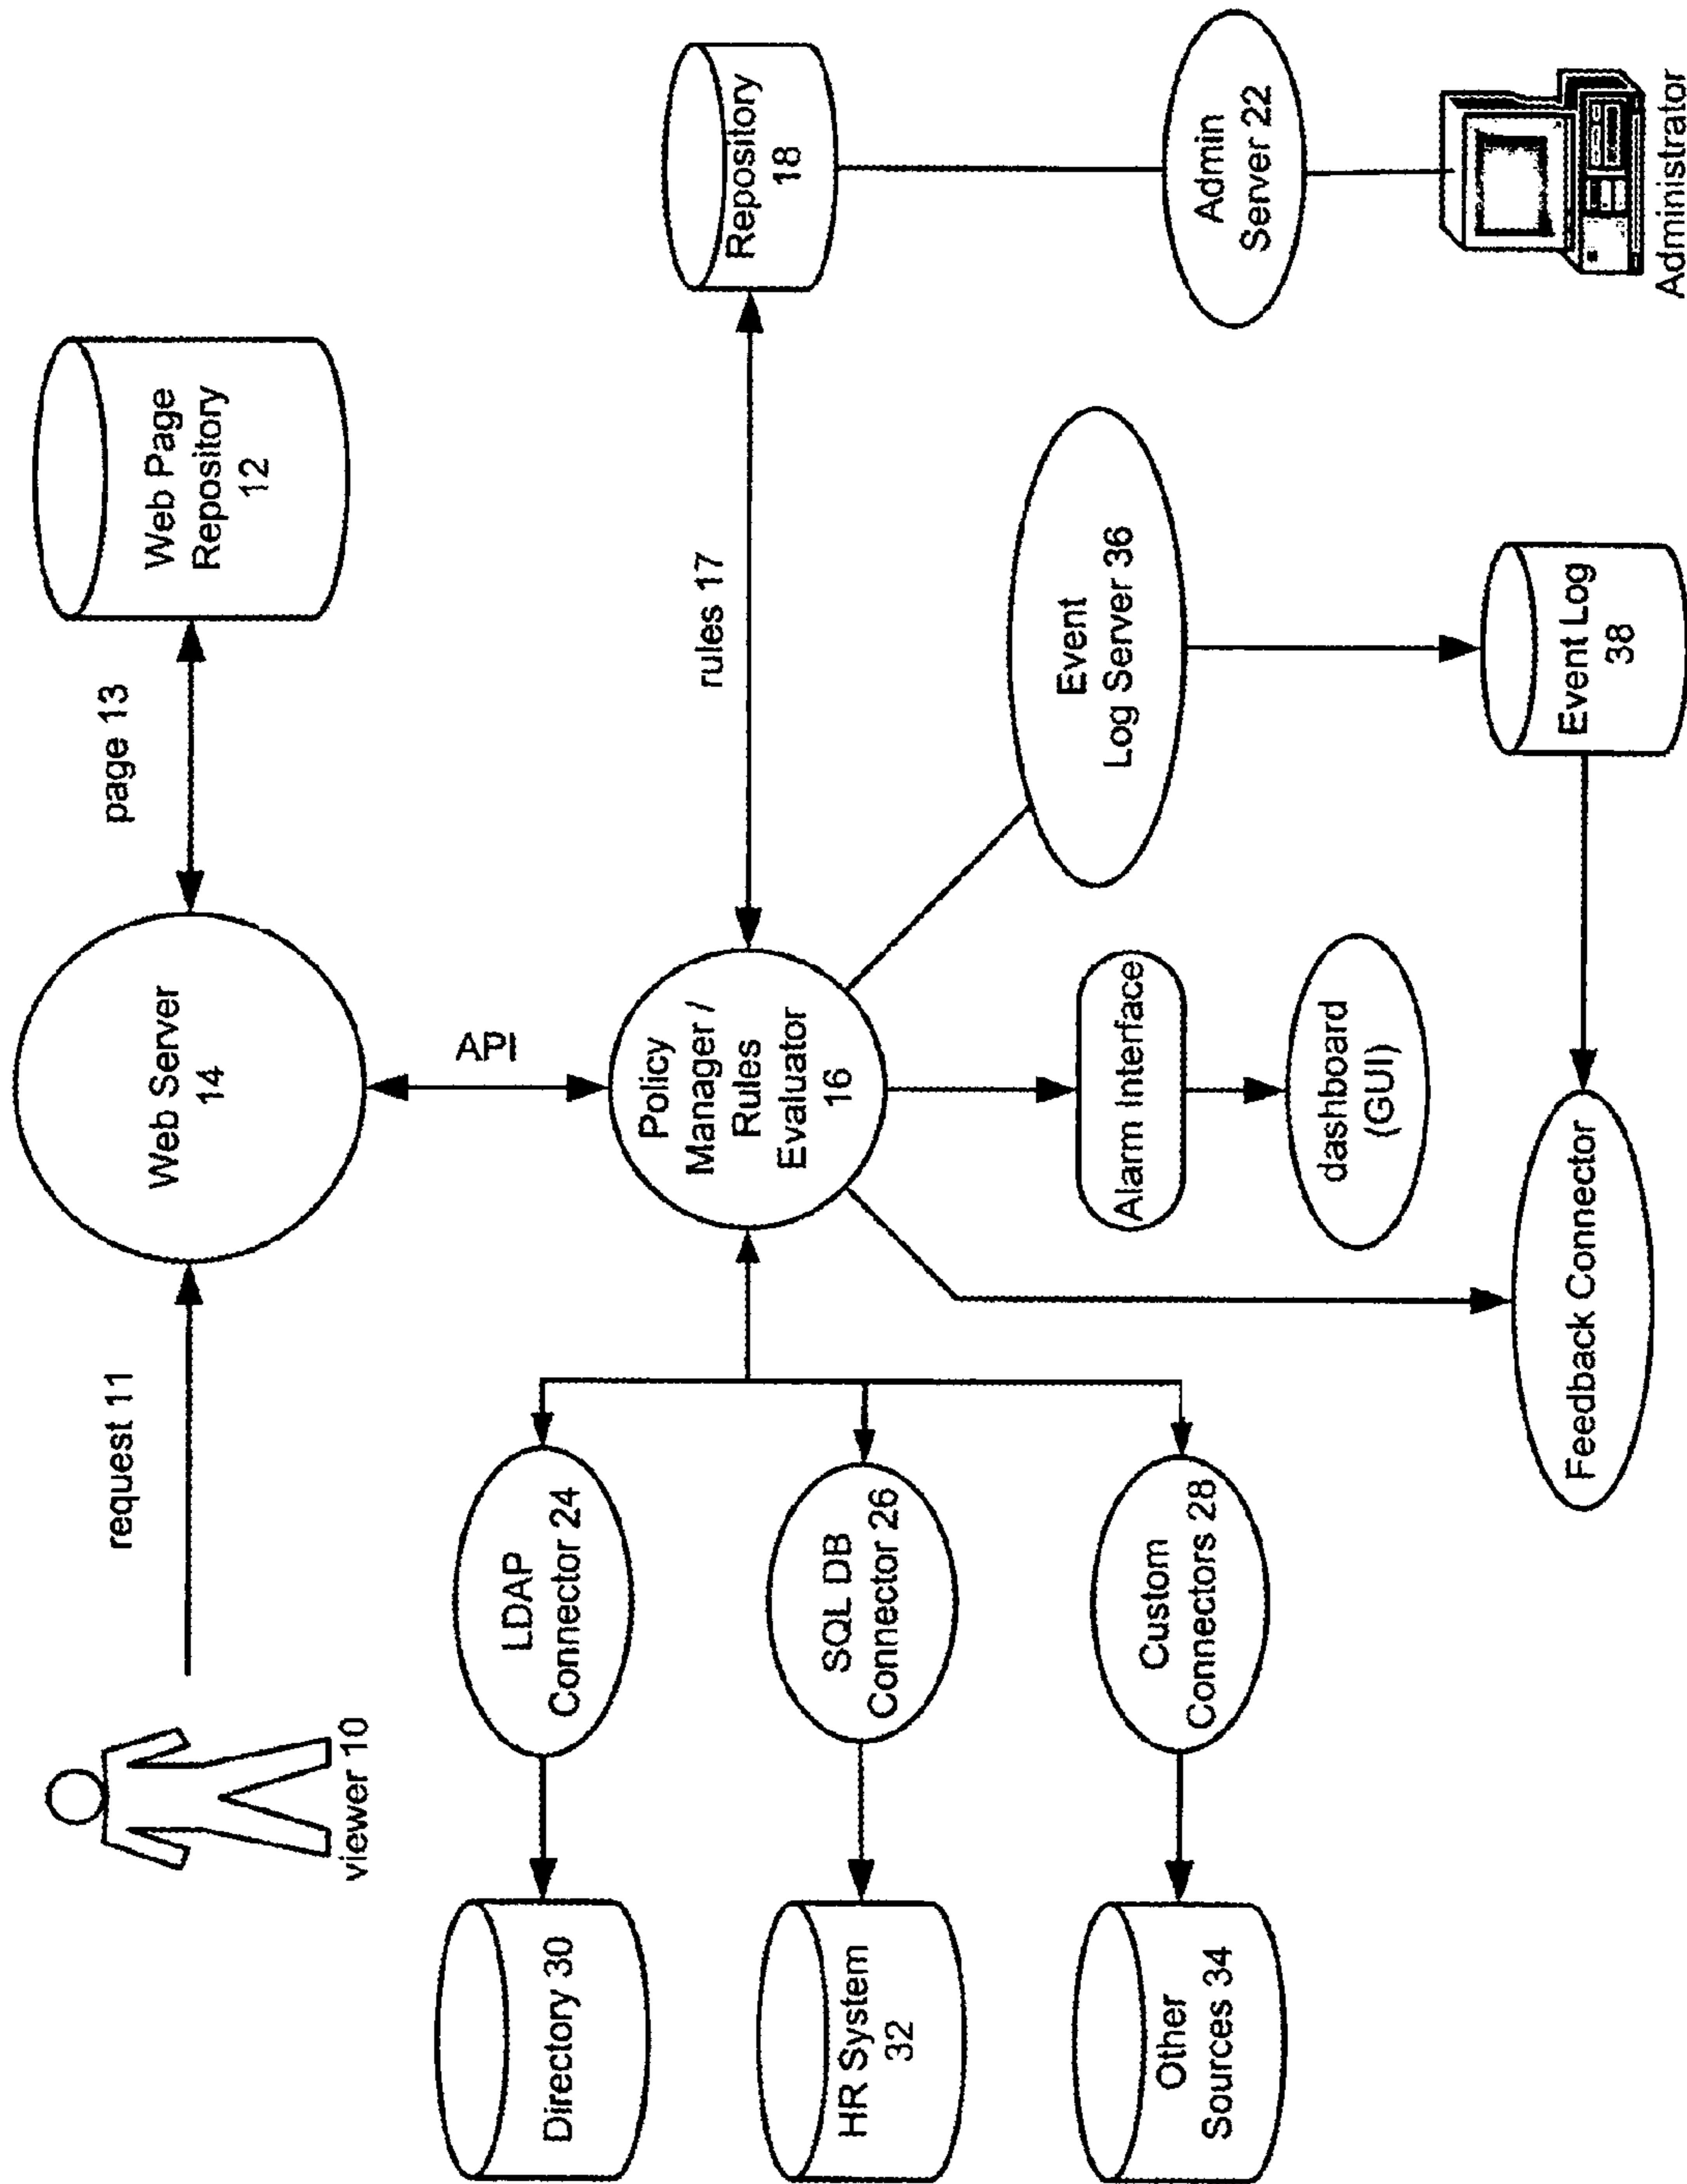 viewer 10
request 11
Web Server
14
page 13
Web Page
Repository
12
API
Directory 30
LDAP
Connector 24
HR System
32
SQL DB
Connector 26
Other
Sources 34
Custom
Connectors 28
Policy
Manager /
Rules
Evaluator
16
rules 17
Repository
18
Alarm Interface
dashboard
(GUI)
Event
Log Server 36
Admin
Server 22
Feedback Connector
Event Log
38
Administrator